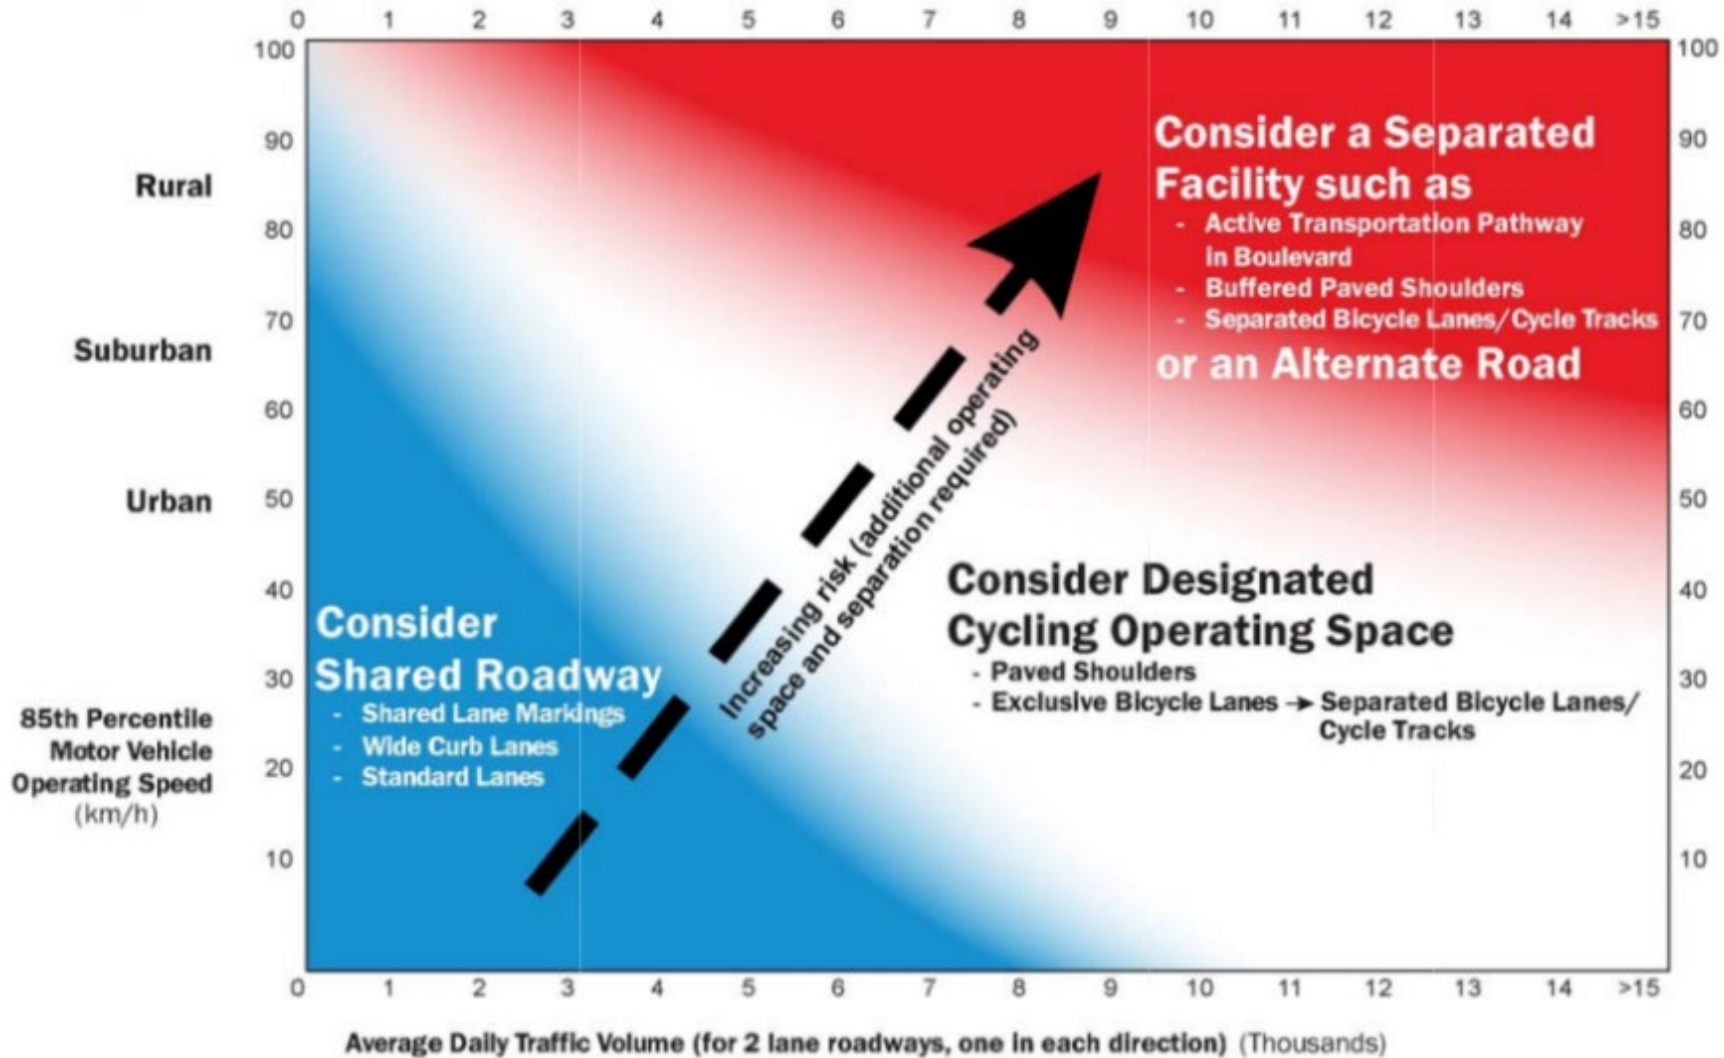 0 1 2 3 4 5 6 7 8 9 10 11 12 13 14 >15
100 100
90 90
Consider a Separated
Facility such as
Rural
- Active Transportation Pathway
in Boulevard
80 80
- Buffered Paved Shoulders
- Separated Bicycle Lanes/Cycle Tracks
70 70
or an Alternate Road
Suburban
60 60
Urban
50 50
Increasing risk (additional operating
space and separation required)
40 40
Consider Designated
Cycling Operating Space
- Paved Shoulders
- Exclusive Bicycle Lanes → Separated Bicycle Lanes/
Cycle Tracks
Consider
Shared Roadway
- Shared Lane Markings
- Wide Curb Lanes
- Standard Lanes
30 30
85th Percentile
Motor Vehicle
Operating Speed
(km/h)
20 20
10 10
0 1 2 3 4 5 6 7 8 9 10 11 12 13 14 >15
Average Daily Traffic Volume (for 2 lane roadways, one in each direction) (Thousands)